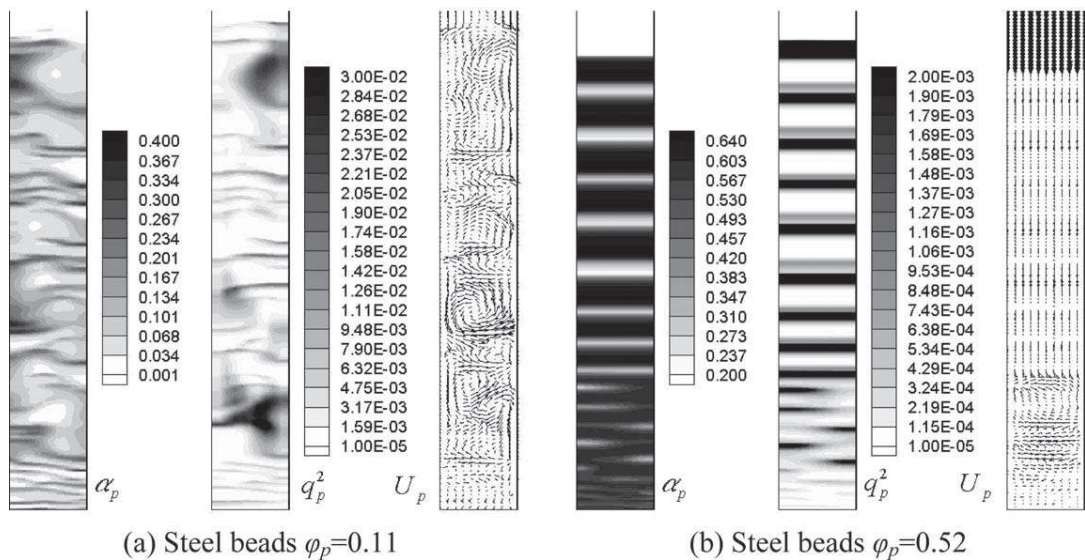 0.400
0.367
0.334
0.300
0.267
0.234
0.201
0.167
0.134
0.101
0.068
0.034
0.001
α_p
3.00E-02
2.84E-02
2.68E-02
2.53E-02
2.37E-02
2.21E-02
2.05E-02
1.90E-02
1.74E-02
1.58E-02
1.42E-02
1.26E-02
1.11E-02
9.48E-03
7.90E-03
6.32E-03
4.75E-03
3.17E-03
1.59E-03
1.00E-05
q_p^2
U_p
(a) Steel beads φ_p=0.11
0.640
0.603
0.567
0.530
0.493
0.457
0.420
0.383
0.347
0.310
0.273
0.237
0.200
α_p
2.00E-03
1.90E-03
1.79E-03
1.69E-03
1.58E-03
1.48E-03
1.37E-03
1.27E-03
1.16E-03
1.06E-03
9.53E-04
8.48E-04
7.43E-04
6.38E-04
5.34E-04
4.29E-04
3.24E-04
2.19E-04
1.15E-04
1.00E-05
q_p^2
U_p
(b) Steel beads φ_p=0.52